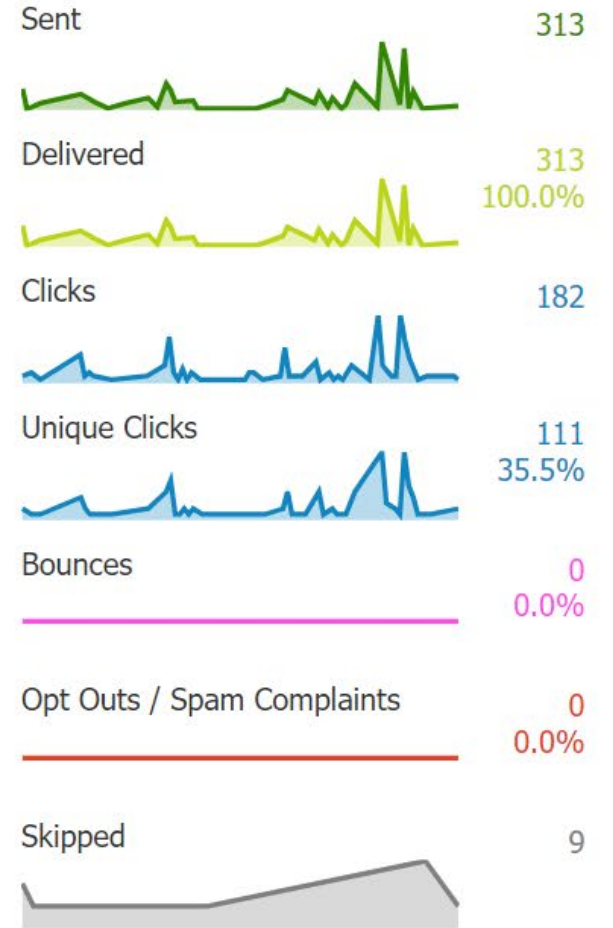 Sent
313
Delivered
313
100.0%
Clicks
182
Unique Clicks
111
35.5%
Bounces
0
0.0%
Opt Outs / Spam Complaints
0
0.0%
Skipped
9